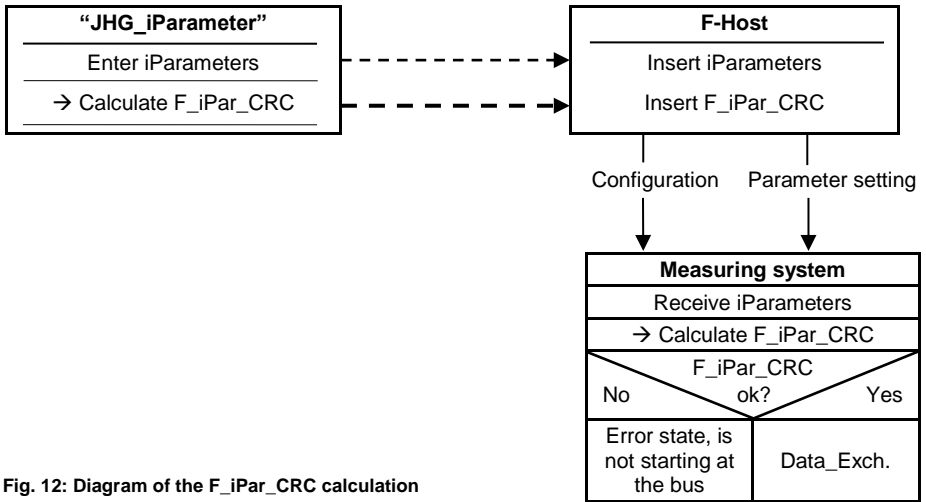 “JHG_iParameter”
Enter iParameters
→ Calculate F_iPar_CRC
F-Host
Insert iParameters
Insert F_iPar_CRC
Configuration
Parameter setting
Measuring system
Receive iParameters
→ Calculate F_iPar_CRC
F_iPar_CRC
ok?
No
Yes
Error state, is
not starting at
the bus
Data_Exch.
Fig. 12: Diagram of the F_iPar_CRC calculation